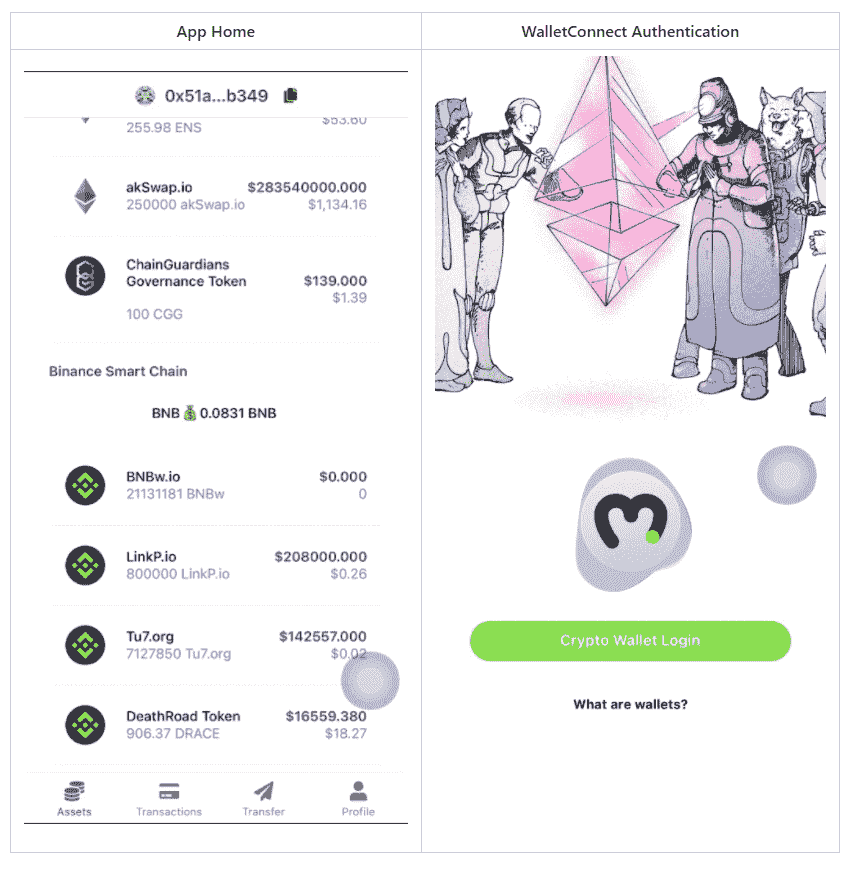 App Home
WalletConnect Authentication
0x51a...b349
255.98 ENS
$53.60
akSwap.io
$283540000.000
250000 akSwap.io
$1,134.16
ChainGuardians
Governance Token
$139.000
$1.39
100 CGG
Binance Smart Chain
BNB 💰 0.0831 BNB
BNBw.io
$0.000
21131181 BNBw
0
LinkP.io
$208000.000
800000 LinkP.io
$0.26
Tu7.org
$142557.000
7127850 Tu7.org
$0.02
DeathRoad Token
$16559.380
906.37 DRACE
$18.27
Assets
Transactions
Transfer
Profile
Crypto Wallet Login
What are wallets?